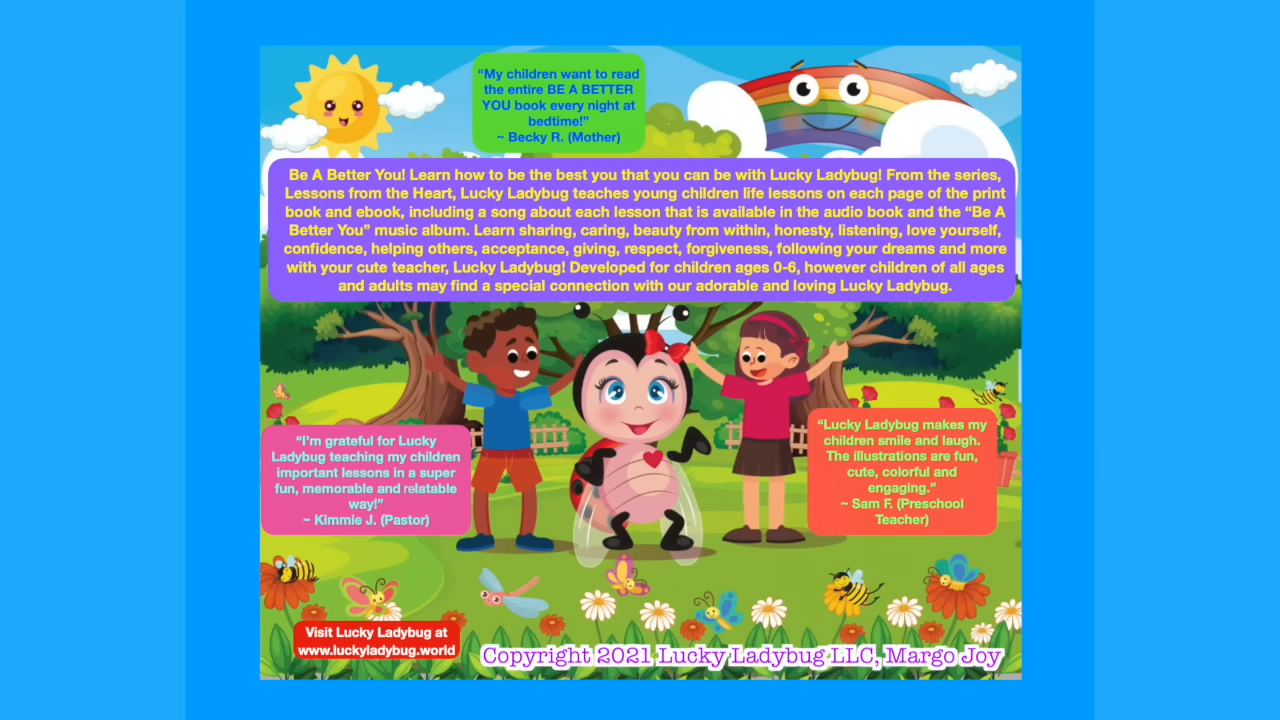 “My children want to read
the entire BE A BETTER
YOU book every night at
bedtime!”
~ Becky R. (Mother)
Be A Better You! Learn how to be the best you that you can be with Lucky Ladybug! From the series,
Lessons from the Heart, Lucky Ladybug teaches young children life lessons on each page of the print
book and ebook, including a song about each lesson that is available in the audio book and the “Be A
Better You” music album. Learn sharing, caring, beauty from within, honesty, listening, love yourself,
confidence, helping others, acceptance, giving, respect, forgiveness, following your dreams and more
with your cute teacher, Lucky Ladybug! Developed for children ages 0-6, however children of all ages
and adults may find a special connection with our adorable and loving Lucky Ladybug.
“I’m grateful for Lucky
Ladybug teaching my children
important lessons in a super
fun, memorable and relatable
way!”
~ Kimmie J. (Pastor)
“Lucky Ladybug makes my
children smile and laugh.
The illustrations are fun,
cute, colorful and
engaging.”
~ Sam F. (Preschool
Teacher)
Visit Lucky Ladybug at
www.luckyladybug.world
Copyright 2021 Lucky Ladybug LLC, Margo Joy